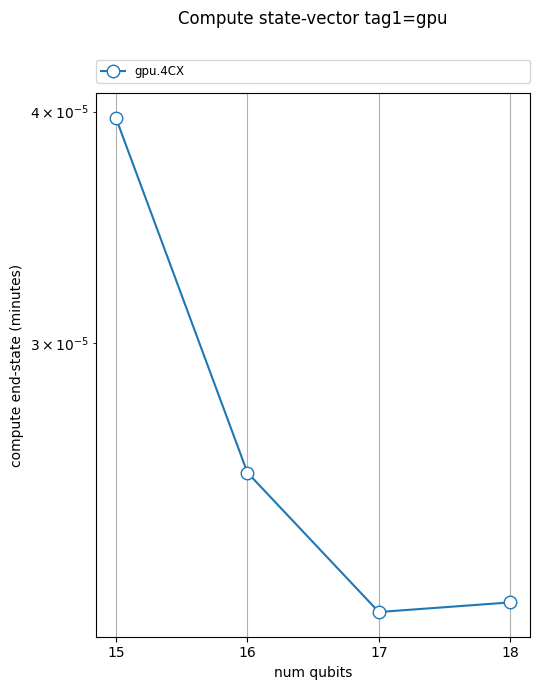 Compute state-vector tag1=gpu
gpu.4CX
4 × 10⁻⁵
3 × 10⁻⁵
compute end-state (minutes)
15 16 17 18
num qubits